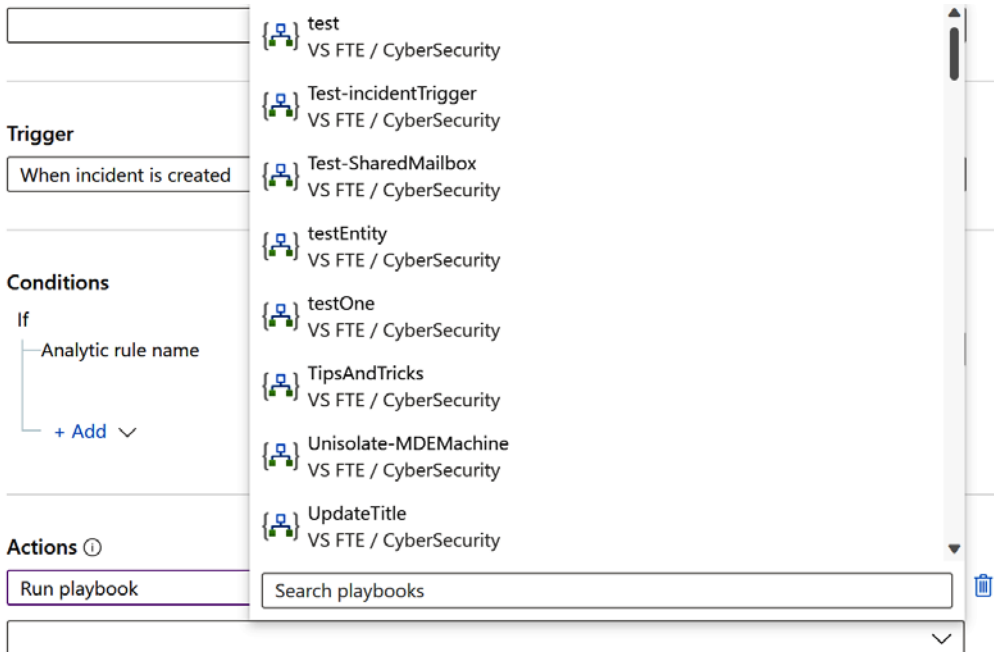 test
VS FTE / CyberSecurity
Test-incidentTrigger
VS FTE / CyberSecurity
Trigger
When incident is created
Test-SharedMailbox
VS FTE / CyberSecurity
testEntity
VS FTE / CyberSecurity
Conditions
If
Analytic rule name
+ Add
testOne
VS FTE / CyberSecurity
TipsAndTricks
VS FTE / CyberSecurity
Unisolate-MDEMachine
VS FTE / CyberSecurity
UpdateTitle
VS FTE / CyberSecurity
Actions
Run playbook
Search playbooks